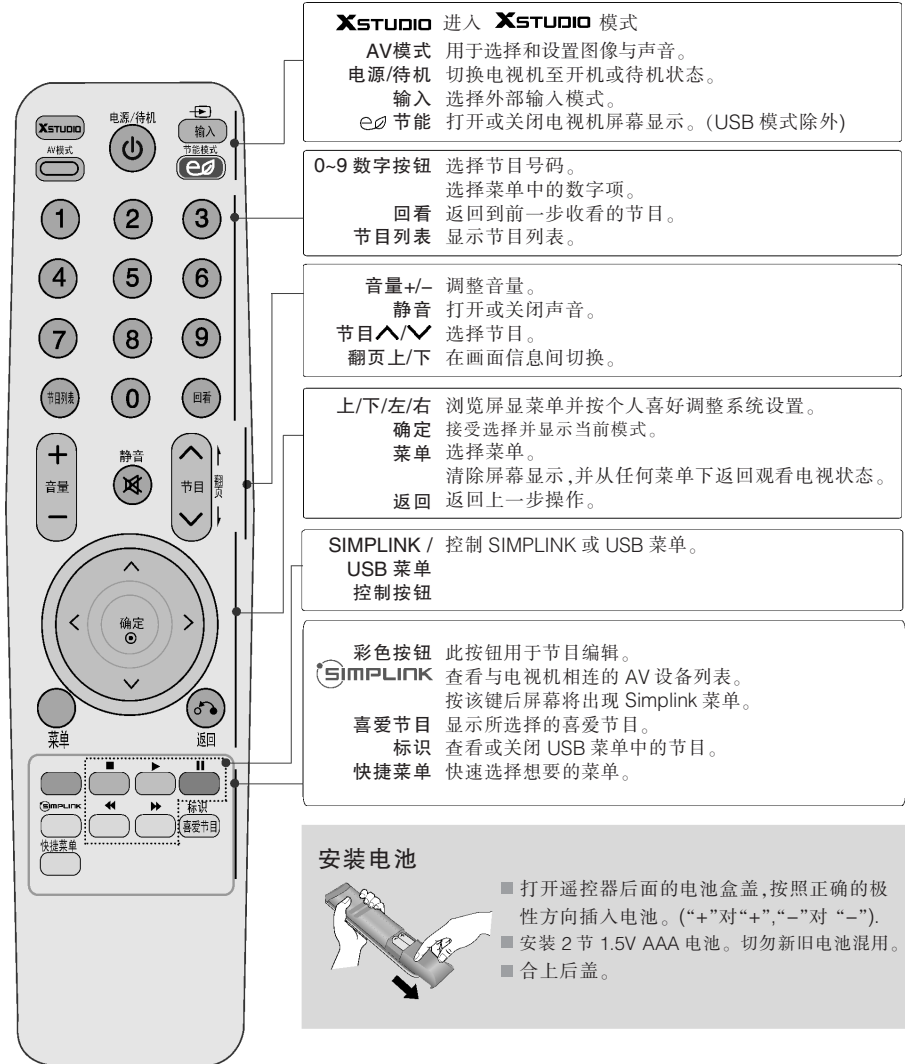 XSTUDIO 进入 XSTUDIO 模式
AV模式 用于选择和设置图像与声音。
电源/待机 切换电视机至开机或待机状态。
输入 选择外部输入模式。
e 节能 打开或关闭电视机屏幕显示。(USB 模式除外)
0~9 数字按钮 选择节目号码。
选择菜单中的数字项。
回看 返回到前一步收看的节目。
节目列表 显示节目列表。
音量+/– 调整音量。
静音 打开或关闭声音。
节目∧/∨ 选择节目。
翻页上/下 在画面信息间切换。
上/下/左/右 浏览屏显菜单并按个人喜好调整系统设置。
确定 接受选择并显示当前模式。
菜单 选择菜单。
清除屏幕显示,并从任何菜单下返回观看电视状态。
返回 返回上一步操作。
SIMPLINK / 控制 SIMPLINK 或 USB 菜单。
USB 菜单
控制按钮
彩色按钮 此按钮用于节目编辑。
SIMPLINK 查看与电视机相连的 AV 设备列表。
按该键后屏幕将出现 Simplink 菜单。
喜爱节目 显示所选择的喜爱节目。
标识 查看或关闭 USB 菜单中的节目。
快捷菜单 快速选择想要的菜单。
XSTUDIO
电源/待机
输入
AV模式
节能模式
e
1 2 3
4 5 6
7 8 9
节目列表 0 回看
+ 静音
音量 节目 翻页
–
确定
菜单 返回
SIMPLINK 标识
喜爱节目
快捷菜单
安装电池
■ 打开遥控器后面的电池盒盖,按照正确的极
性方向插入电池。(“+”对“+”,“–”对 “–”).
■ 安装 2 节 1.5V AAA 电池。切勿新旧电池混用。
■ 合上后盖。